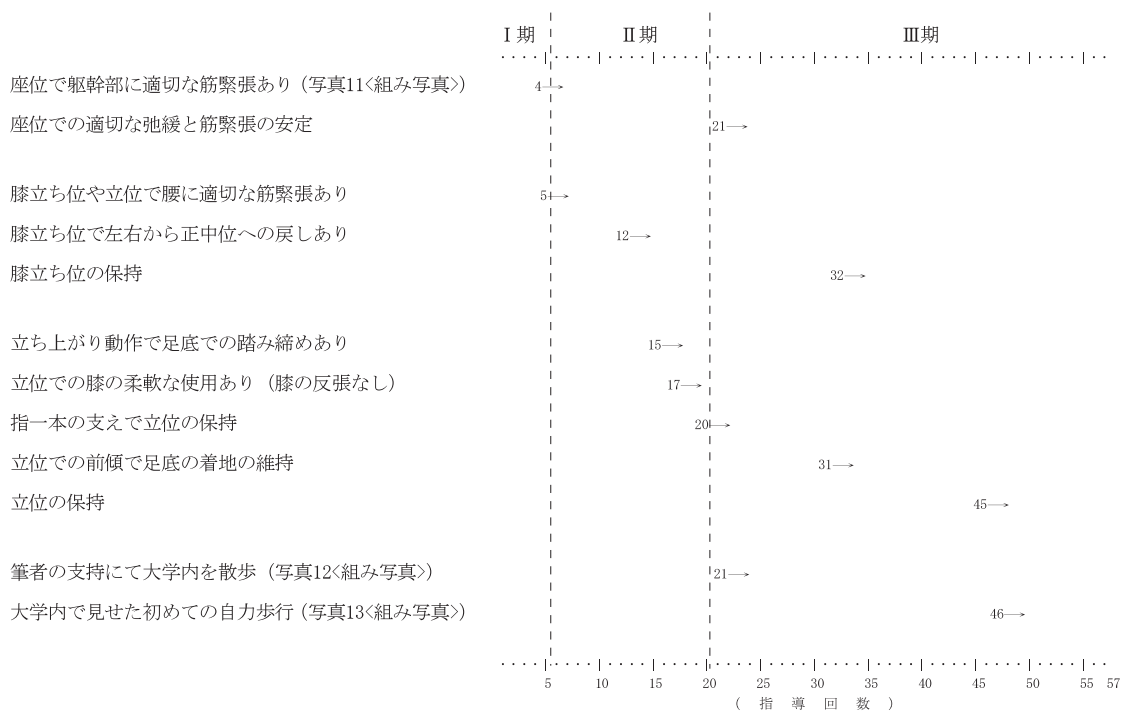 Ⅰ期 Ⅱ期 Ⅲ期
座位で躯幹部に適切な筋緊張あり（写真11<組み写真>） 4
座位での適切な弛緩と筋緊張の安定 21
膝立ち位や立位で腰に適切な筋緊張あり 5
膝立ち位で左右から正中位への戻しあり 12
膝立ち位の保持 32
立ち上がり動作で足底での踏み締めあり 15
立位での膝の柔軟な使用あり（膝の反張なし） 17
指一本の支えで立位の保持 20
立位での前傾で足底の着地の維持 31
立位の保持 45
筆者の支持にて大学内を散歩（写真12<組み写真>） 21
大学内で見せた初めての自力歩行（写真13<組み写真>） 46
5 10 15 20 25 30 35 40 45 50 55 57
（指導回数）